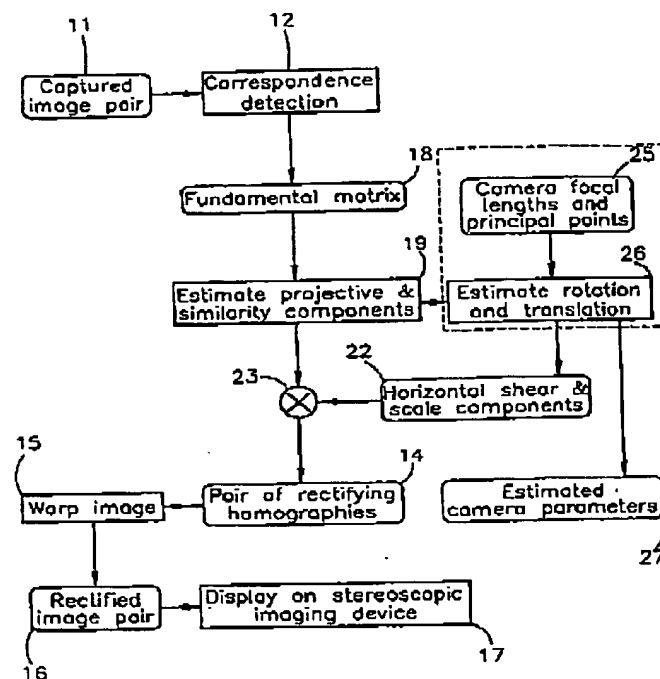 11
12
Captured
image pair
Correspondence
detection
18
25
Fundamental matrix
Camera focal
lengths and
principal points
19
26
Estimate projective &
similarity components
Estimate rotation
and translation
22
23
Horizontal shear &
scale components
15
14
Warp image
Pair of rectifying
homographies
Estimated
camera parameters
27
Rectified
image pair
Display on stereoscopic
imaging device
16
17